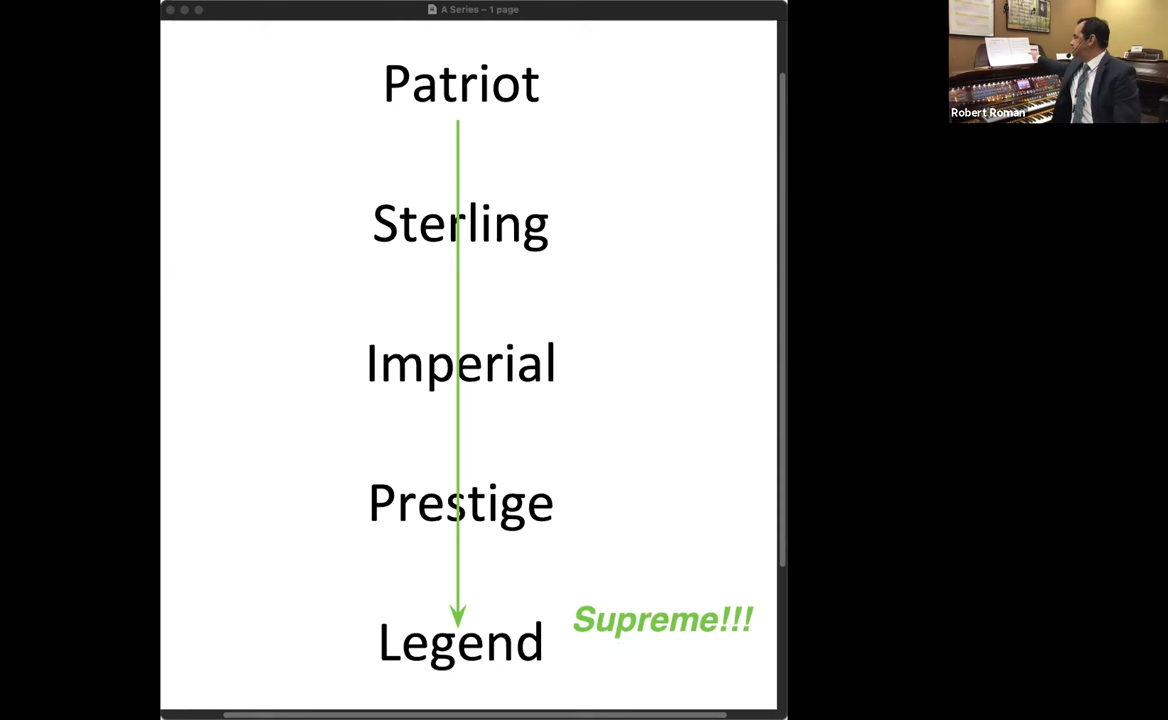 A Series – 1 page
Patriot
Sterling
Imperial
Prestige
Legend
Supreme!!!
Robert Roman